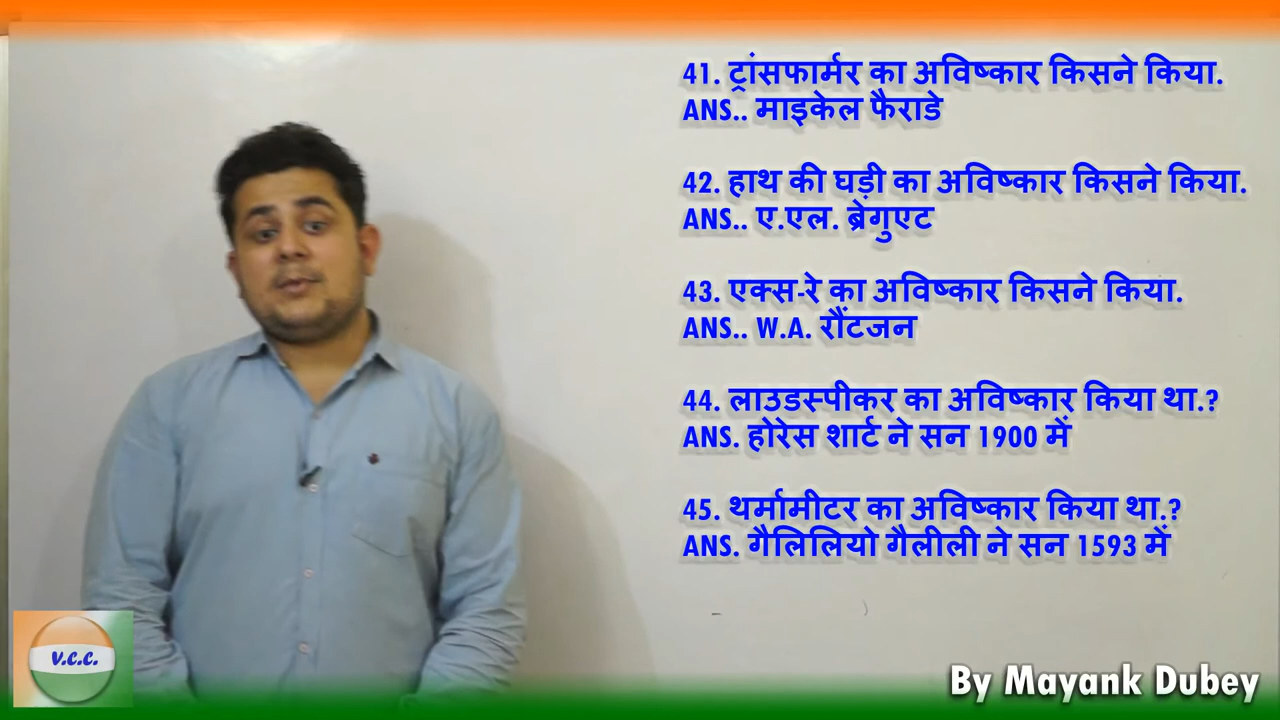 41. ट्रांसफार्मर का अविष्कार किसने किया.
ANS.. माइकेल फैराडे
42. हाथ की घड़ी का अविष्कार किसने किया.
ANS.. ए.एल. ब्रेगुएट
43. एक्स-रे का अविष्कार किसने किया.
ANS.. W.A. रौंटजन
44. लाउडस्पीकर का अविष्कार किया था.?
ANS. होरेस शार्ट ने सन 1900 में
45. थर्मामीटर का अविष्कार किया था.?
ANS. गैलिलियो गैलीली ने सन 1593 में
V.C.C.
By Mayank Dubey